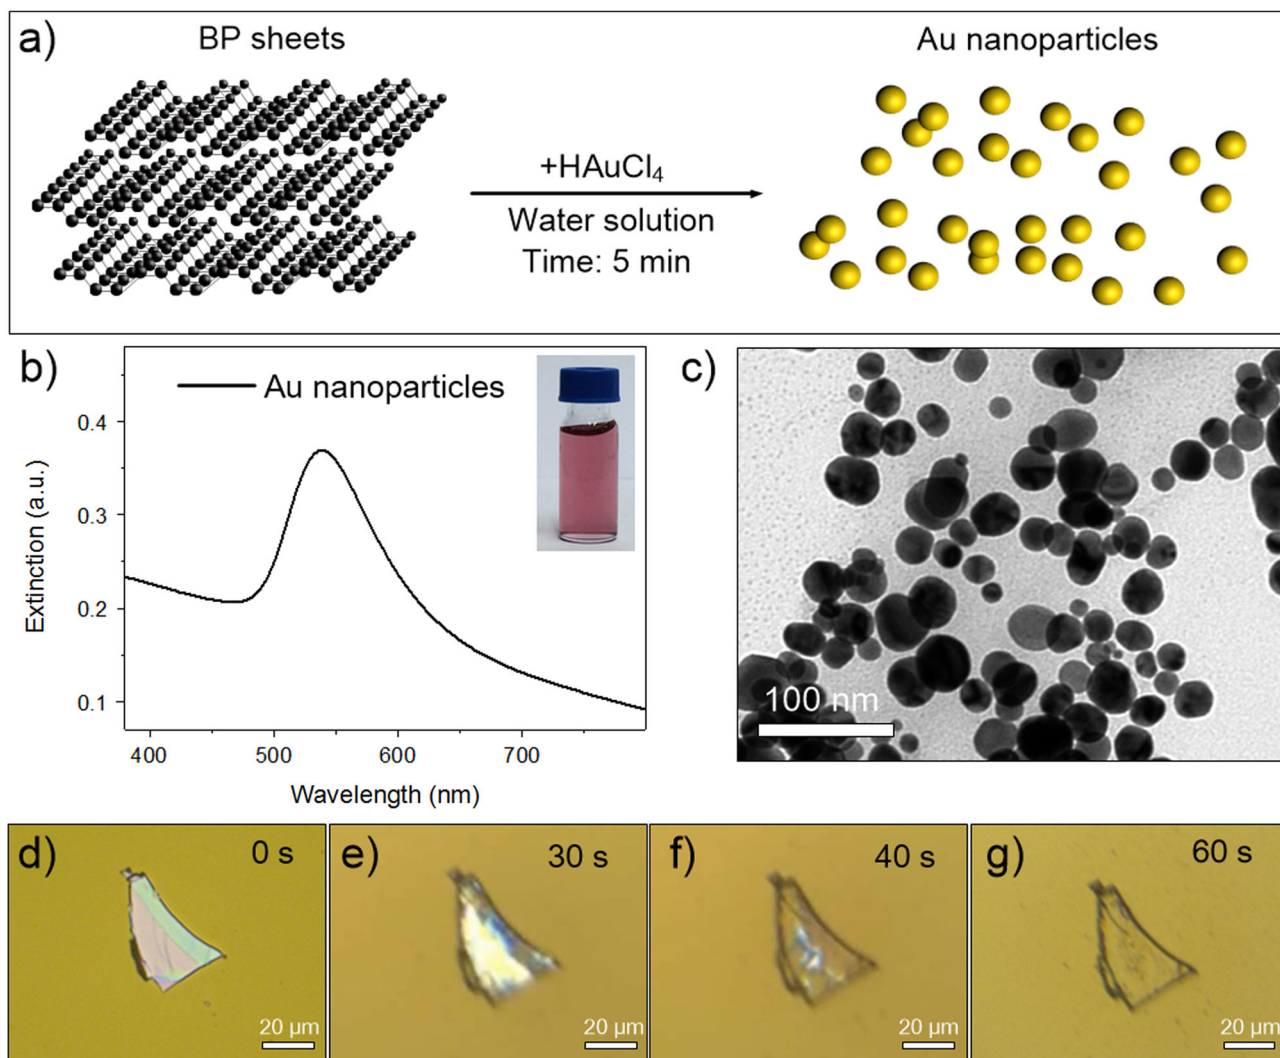 a)
BP sheets
Au nanoparticles
+HAuCl₄
Water solution
Time: 5 min
b)
Au nanoparticles
Extinction (a.u.)
0.4
0.3
0.2
0.1
400 500 600 700
Wavelength (nm)
c)
100 nm
d)
0 s
20 µm
e)
30 s
20 µm
f)
40 s
20 µm
g)
60 s
20 µm